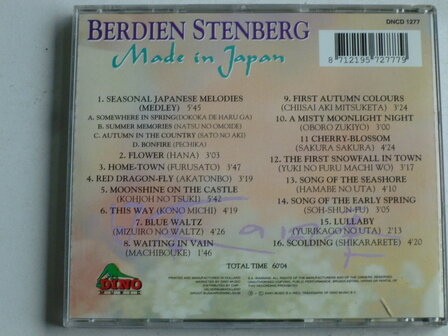 BERDIEN STENBERG
Made in Japan
DNCD 1277
8 712195 727779
1. SEASONAL JAPANESE MELODIES
(MEDLEY) 5'45
A. SOMEWHERE IN SPRING(DOKOKA DE HARU GA)
B. SUMMER MEMORIES (NATSU NO OMOIDE)
C. AUTUMN IN THE COUNTRY (SATO NO AKI)
D. BONFIRE (PECHIKA)
2. FLOWER (HANA) 3'03
3. HOME-TOWN (FURUSATO) 3'47
4. RED DRAGON-FLY (AKATONBO) 3'19
5. MOONSHINE ON THE CASTLE
(KOHJOH NO TSUKI) 5'42
6. THIS WAY (KONO MICHI) 4'03
7. BLUE WALTZ
(MIZUIRO NO WALTZ) 4'26
8. WAITING IN VAIN
(MACHIBOUKE) 1'46
9. FIRST AUTUMN COLOURS
(CHIISAI AKI MITSUKETA) 3'24
10. A MISTY MOONLIGHT NIGHT
(OBORO ZUKIYO) 3'00
11 CHERRY-BLOSSOM
(SAKURA SAKURA) 4'24
12. THE FIRST SNOWFALL IN TOWN
(YUKI NO FURU MACHI WO) 3'21
13. SONG OF THE SEASHORE
(HAMABE NO UTA) 4'10
14. SONG OF THE EARLY SPRING
(SOH-SHUN-FU) 3'05
15. LULLABY
(YURIKAGO NO UTA) 2'13
16. SCOLDING (SHIKARARETE) 4'20
TOTAL TIME 60'04
DINO
MUSIC